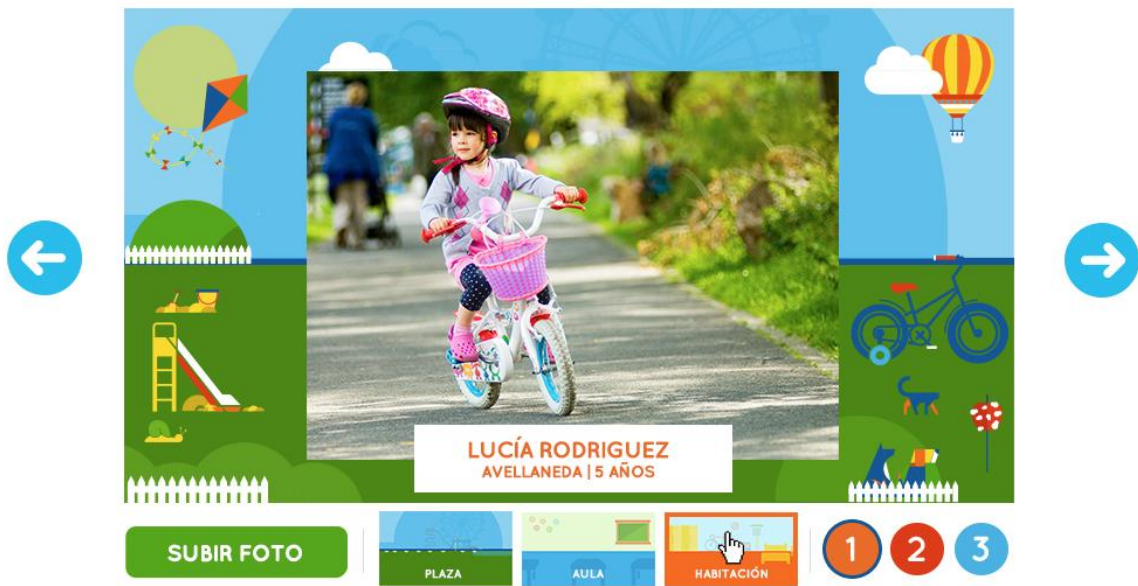 LUCÍA RODRIGUEZ
AVELLANEDA | 5 AÑOS
SUBIR FOTO
PLAZA
AULA
HABITACIÓN
1
2
3